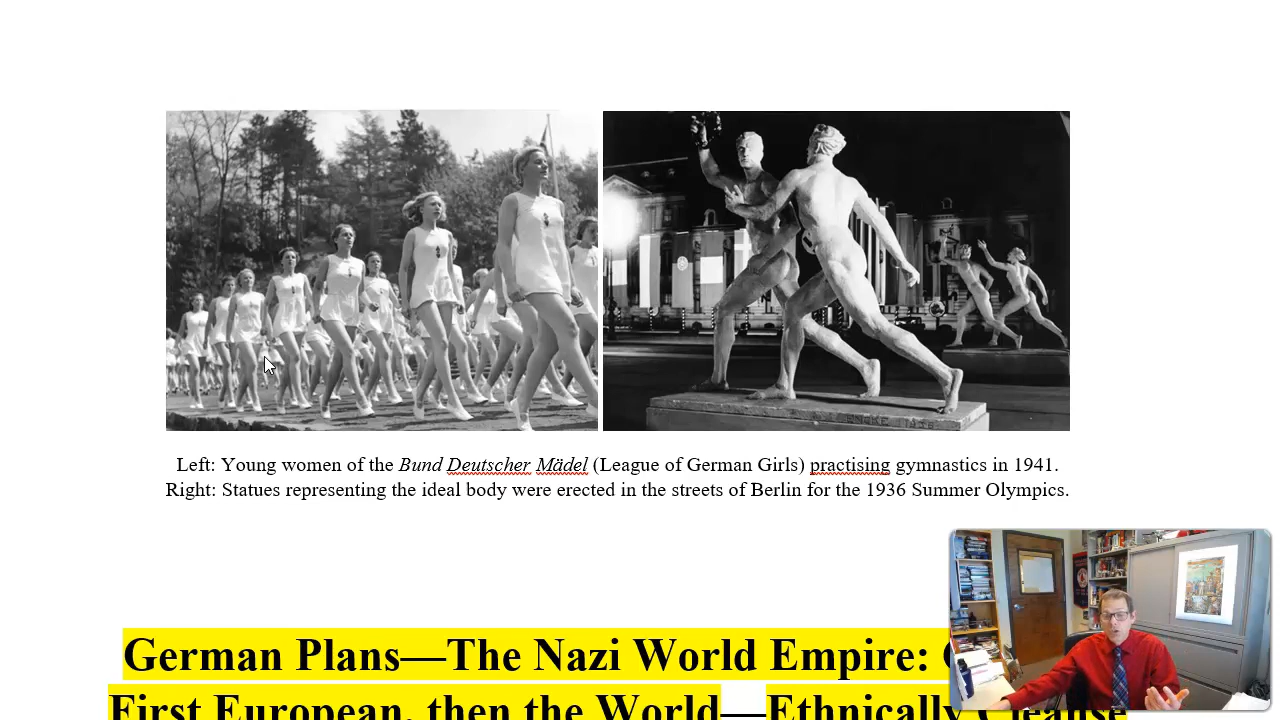 Left: Young women of the Bund Deutscher Mädel (League of German Girls) practising gymnastics in 1941.
Right: Statues representing the ideal body were erected in the streets of Berlin for the 1936 Summer Olympics.
German Plans—The Nazi World Empire:
First European, then the World—Ethnically Cleanse